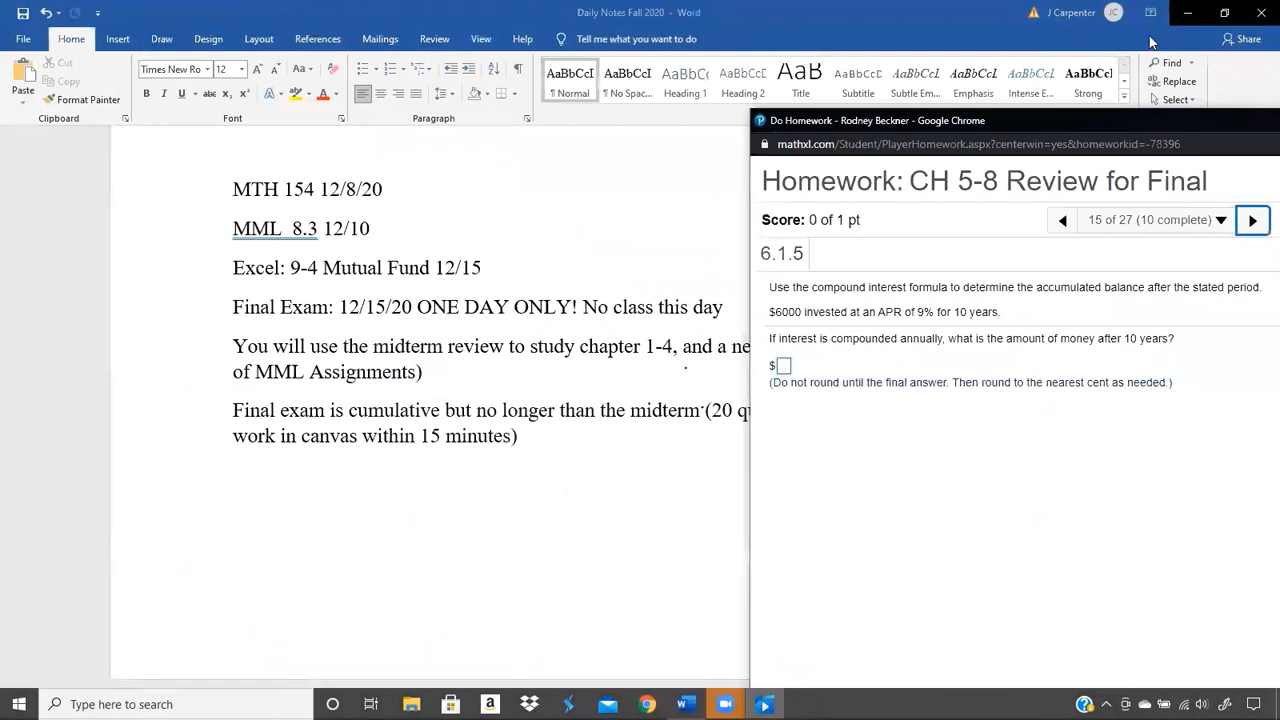 Daily Notes Fall 2020 - Word
J Carpenter JC
File Home Insert Draw Design Layout References Mailings Review View Help Tell me what you want to do Share
Paste
Cut
Copy
Format Painter
Clipboard
Times New Ro 12
Font
Paragraph
AaBbCcI AaBbCcI AaBbC AaBbCcI AaB AaBbCcI AaBbCcI AaBbCcI AaBbCcI AaBbCcI
¶ Normal ¶ No Spac... Heading 1 Heading 2 Title Subtitle Subtle Em... Emphasis Intense E... Strong
Find
Replace
Select
MTH 154 12/8/20
MML 8.3 12/10
Excel: 9-4 Mutual Fund 12/15
Final Exam: 12/15/20 ONE DAY ONLY! No class this day
You will use the midterm review to study chapter 1-4, and a ne
of MML Assignments)
Final exam is cumulative but no longer than the midterm (20 qu
work in canvas within 15 minutes)
Do Homework - Rodney Beckner - Google Chrome
mathxl.com/Student/PlayerHomework.aspx?centerwin=yes&homeworkid=-78396
Homework: CH 5-8 Review for Final
Score: 0 of 1 pt
15 of 27 (10 complete)
6.1.5
Use the compound interest formula to determine the accumulated balance after the stated period.
$6000 invested at an APR of 9% for 10 years.
If interest is compounded annually, what is the amount of money after 10 years?
$
(Do not round until the final answer. Then round to the nearest cent as needed.)
Type here to search